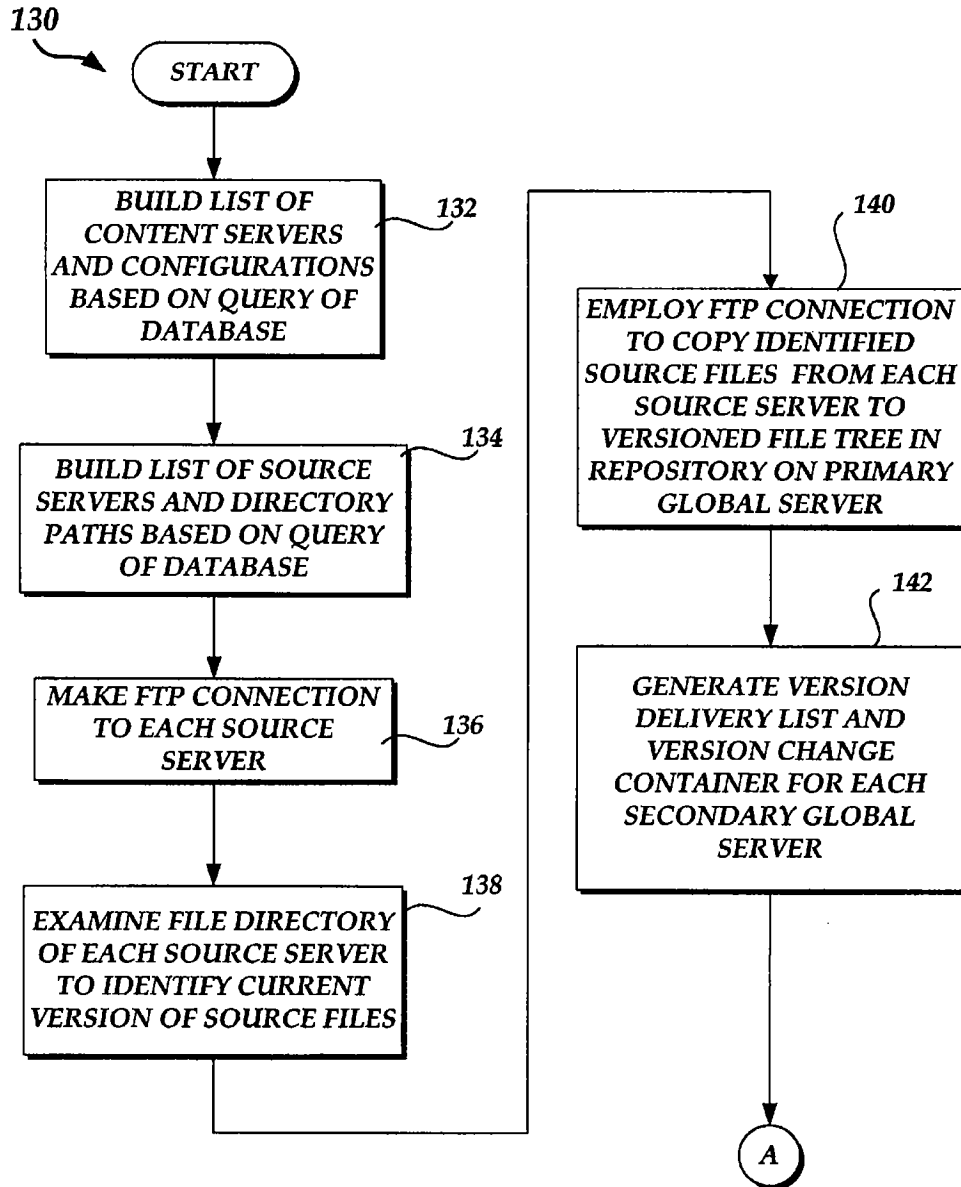 130
START
BUILD LIST OF
CONTENT SERVERS
AND CONFIGURATIONS
BASED ON QUERY OF
DATABASE
132
BUILD LIST OF SOURCE
SERVERS AND DIRECTORY
PATHS BASED ON QUERY
OF DATABASE
134
MAKE FTP CONNECTION
TO EACH SOURCE
SERVER
136
EXAMINE FILE DIRECTORY
OF EACH SOURCE SERVER
TO IDENTIFY CURRENT
VERSION OF SOURCE FILES
138
140
EMPLOY FTP CONNECTION
TO COPY IDENTIFIED
SOURCE FILES FROM EACH
SOURCE SERVER TO
VERSIONED FILE TREE IN
REPOSITORY ON PRIMARY
GLOBAL SERVER
142
GENERATE VERSION
DELIVERY LIST AND
VERSION CHANGE
CONTAINER FOR EACH
SECONDARY GLOBAL
SERVER
A